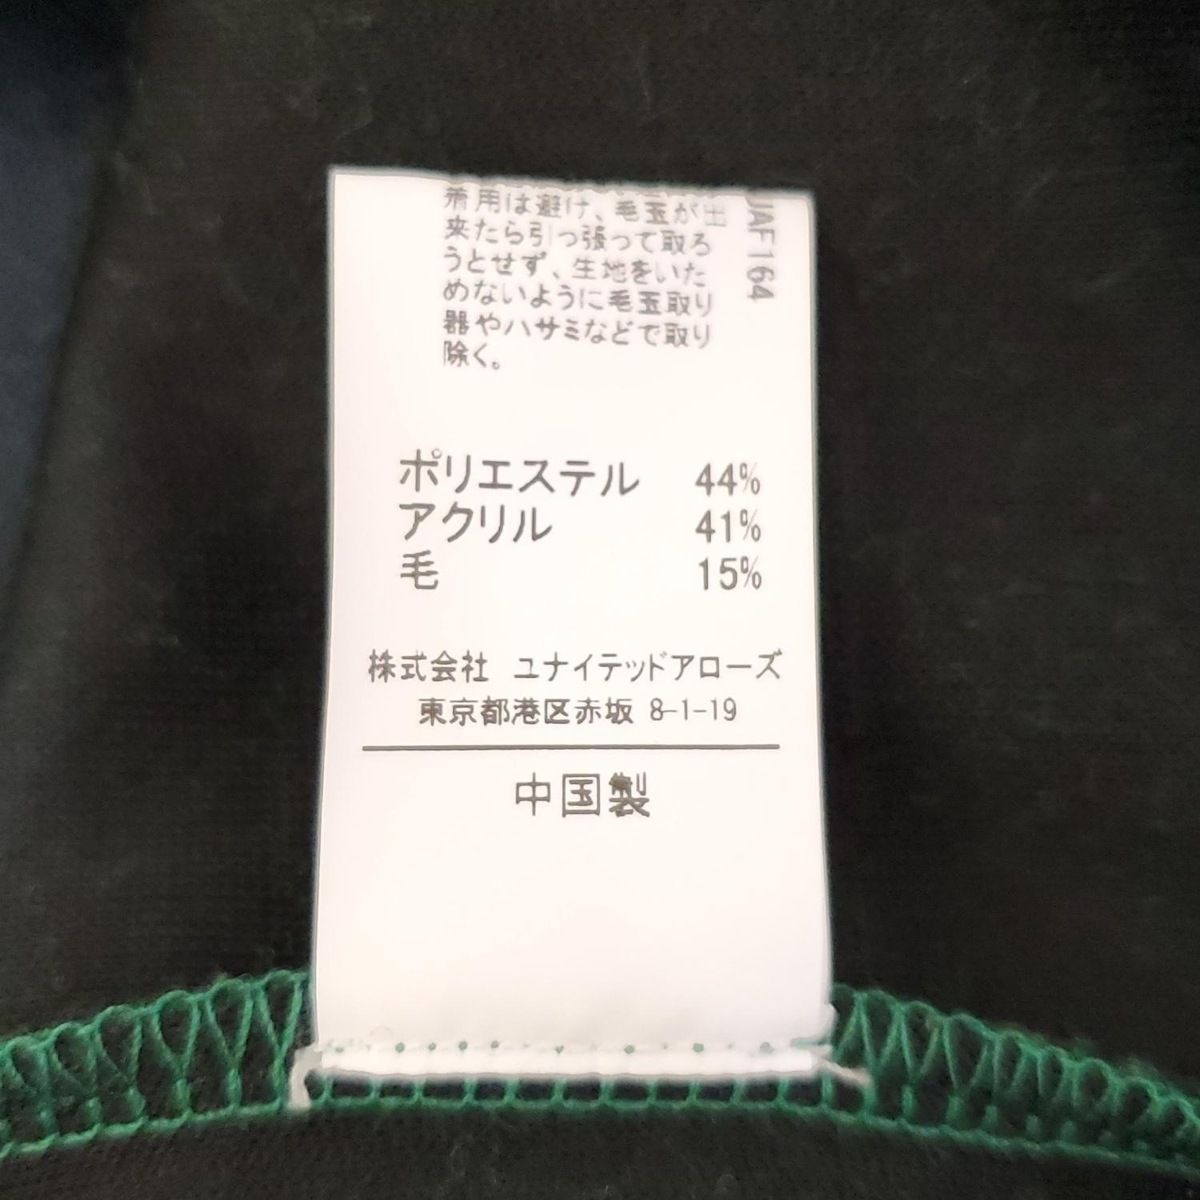 着用は避け、毛玉が出
来たら引っ張って取ろ
うとせず、生地をいた
めないように毛玉取り
器やハサミなどで取り
除く。
JAF164
ポリエステル 44%
アクリル 41%
毛 15%
株式会社 ユナイテッドアローズ
東京都港区赤坂 8-1-19
中国製